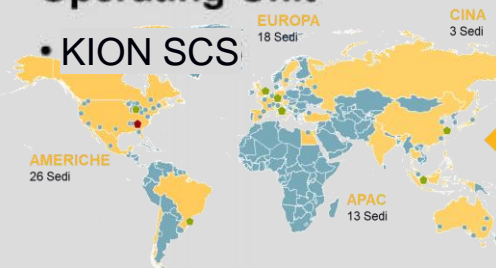 • KION SCS
EUROPA
18 Sedi
CINA
3 Sedi
AMERICHE
26 Sedi
APAC
13 Sedi